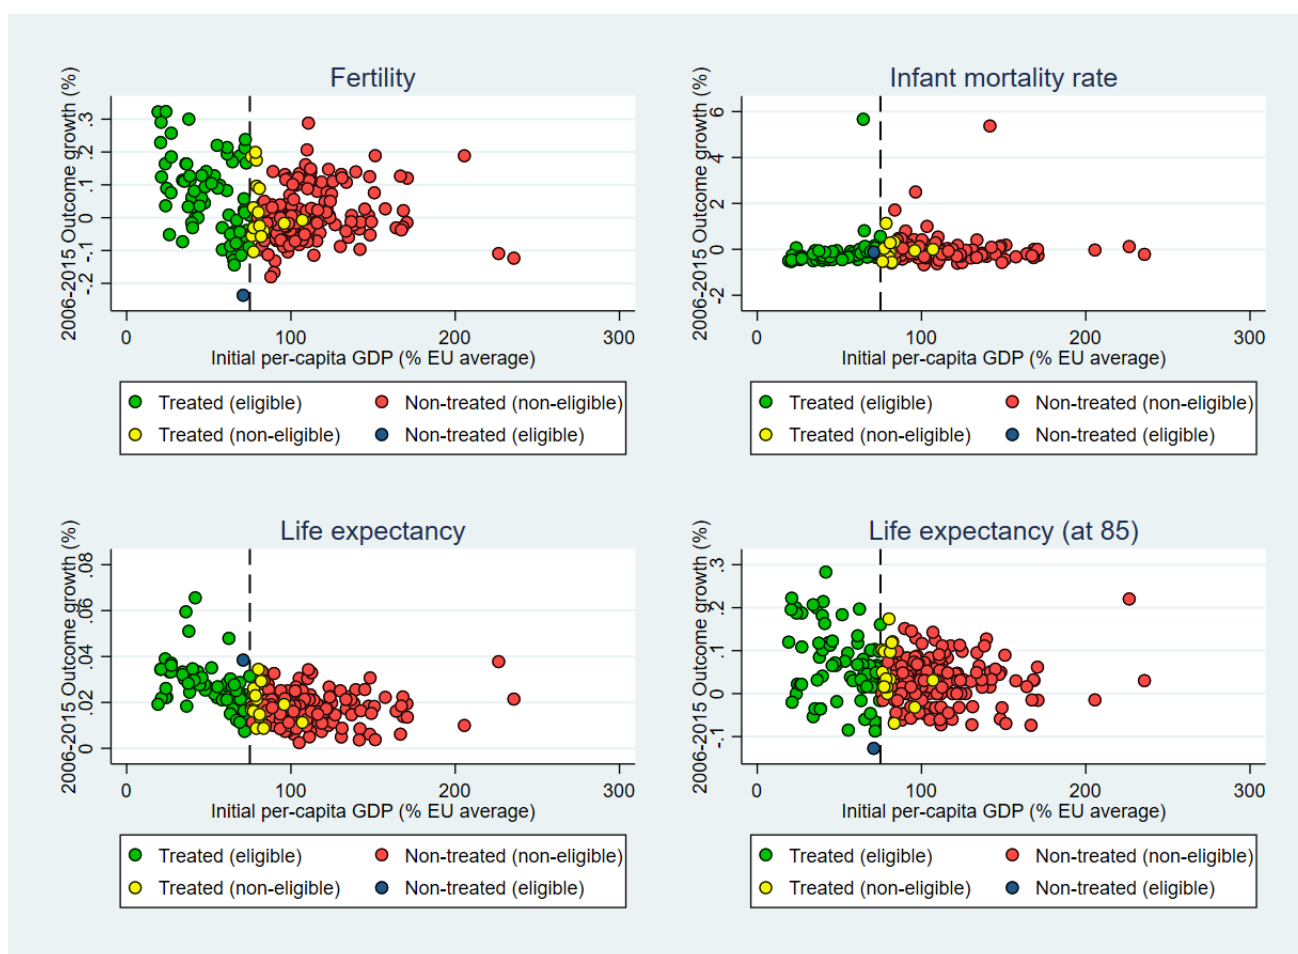 Fertility
2006-2015 Outcome growth (%)
.3
.2
.1
0
-.1
-.2
0 100 200 300
Initial per-capita GDP (% EU average)
Treated (eligible) Non-treated (non-eligible)
Treated (non-eligible) Non-treated (eligible)
Infant mortality rate
2006-2015 Outcome growth (%)
6
4
2
0
-2
0 100 200 300
Initial per-capita GDP (% EU average)
Treated (eligible) Non-treated (non-eligible)
Treated (non-eligible) Non-treated (eligible)
Life expectancy
2006-2015 Outcome growth (%)
.08
.06
.04
.02
0
0 100 200 300
Initial per-capita GDP (% EU average)
Treated (eligible) Non-treated (non-eligible)
Treated (non-eligible) Non-treated (eligible)
Life expectancy (at 85)
2006-2015 Outcome growth (%)
.3
.2
.1
0
-.1
0 100 200 300
Initial per-capita GDP (% EU average)
Treated (eligible) Non-treated (non-eligible)
Treated (non-eligible) Non-treated (eligible)